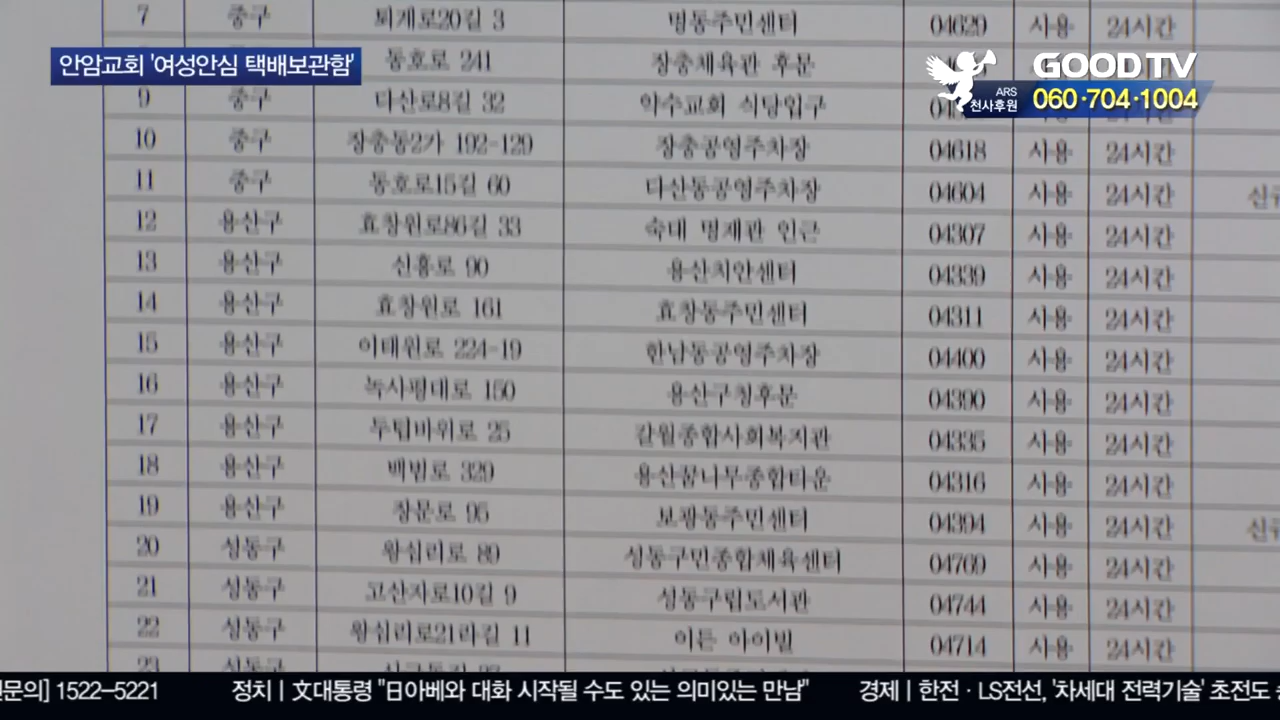 7 중구 퇴계로20길 3 명동주민센터 04629 사용 24시간
안암교회 '여성안심 택배보관함' 동호로 241 장충체육관 후문
GOODTV
ARS 천사후원 060·704·1004
9 중구 다산로8길 32 약수교회 식당입구
10 중구 장충동2가 192-129 장충공영주차장 04618 사용 24시간
11 중구 동호로15길 60 다산동공영주차장 04604 사용 24시간
12 용산구 효창원로86길 33 숙대 명재관 인근 04307 사용 24시간
13 용산구 신흥로 90 용산치안센터 04339 사용 24시간
14 용산구 효창원로 161 효창동주민센터 04311 사용 24시간
15 용산구 이태원로 224-19 한남동공영주차장 04400 사용 24시간
16 용산구 녹사평대로 150 용산구청후문 04390 사용 24시간
17 용산구 두텁바위로 25 갈월종합사회복지관 04335 사용 24시간
18 용산구 백범로 329 용산꿈나무종합타운 04316 사용 24시간
19 용산구 장문로 95 보광동주민센터 04394 사용 24시간
20 성동구 왕십리로 89 성동구민종합체육센터 04769 사용 24시간
21 성동구 고산자로10길 9 성동구립도서관 04744 사용 24시간
22 성동구 왕십리로21라길 11 이든 아이빌 04714 사용 24시간
23 성동구
문의] 1522-5221 정치 | 文대통령 "日아베와 대화 시작될 수도 있는 의미있는 만남" 경제 | 한전·LS전선, '차세대 전력기술' 초전도